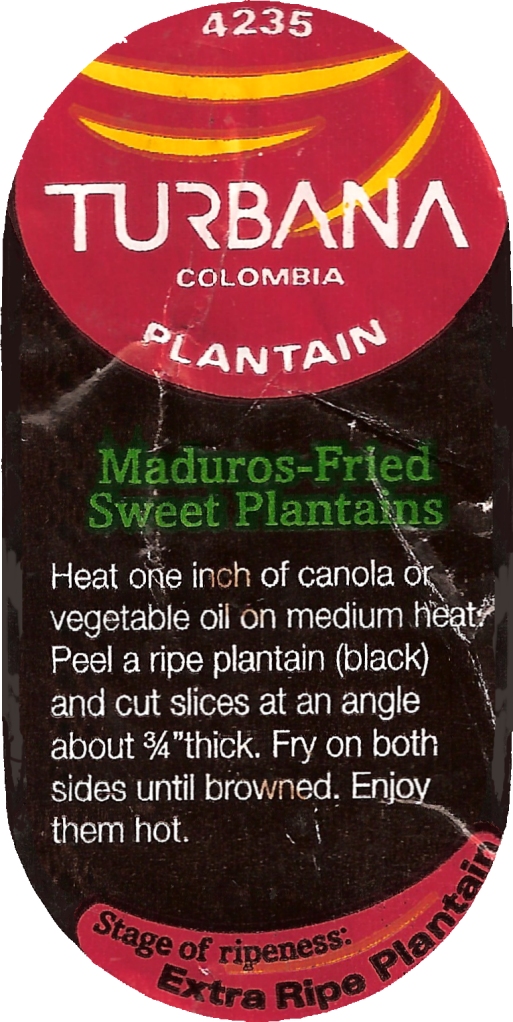 4235
TURBANA
COLOMBIA
PLANTAIN
Maduros-Fried
Sweet Plantains
Heat one inch of canola or
vegetable oil on medium heat.
Peel a ripe plantain (black)
and cut slices at an angle
about ¾"thick. Fry on both
sides until browned. Enjoy
them hot.
Stage of ripeness:
Extra Ripe Plantain